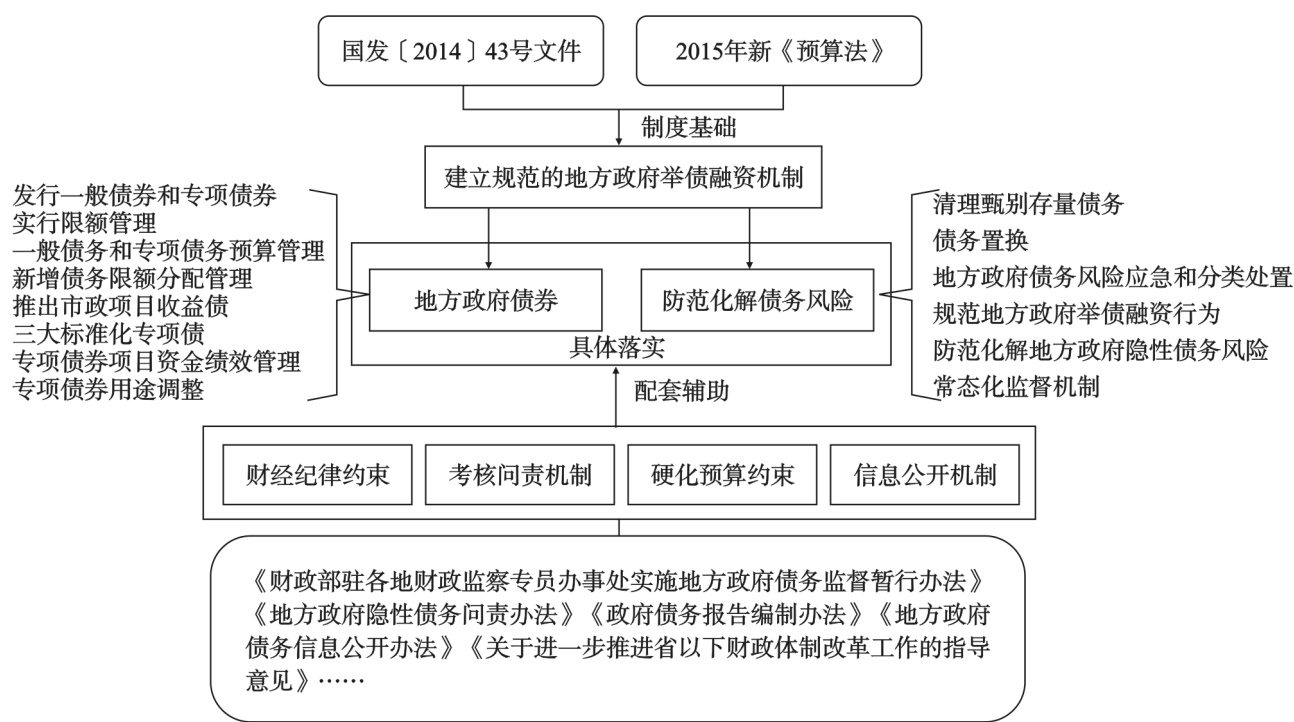 国发〔2014〕43号文件
2015年新《预算法》
制度基础
建立规范的地方政府举债融资机制
发行一般债券和专项债券
实行限额管理
一般债务和专项债务预算管理
新增债务限额分配管理
推出市政项目收益债
三大标准化专项债
专项债券项目资金绩效管理
专项债券用途调整
地方政府债券
防范化解债务风险
具体落实
清理甄别存量债务
债务置换
地方政府债务风险应急和分类处置
规范地方政府举债融资行为
防范化解地方政府隐性债务风险
常态化监督机制
配套辅助
财经纪律约束
考核问责机制
硬化预算约束
信息公开机制
《财政部驻各地财政监察专员办事处实施地方政府债务监督暂行办法》
《地方政府隐性债务问责办法》《政府债务报告编制办法》《地方政府
债务信息公开办法》《关于进一步推进省以下财政体制改革工作的指导
意见》……